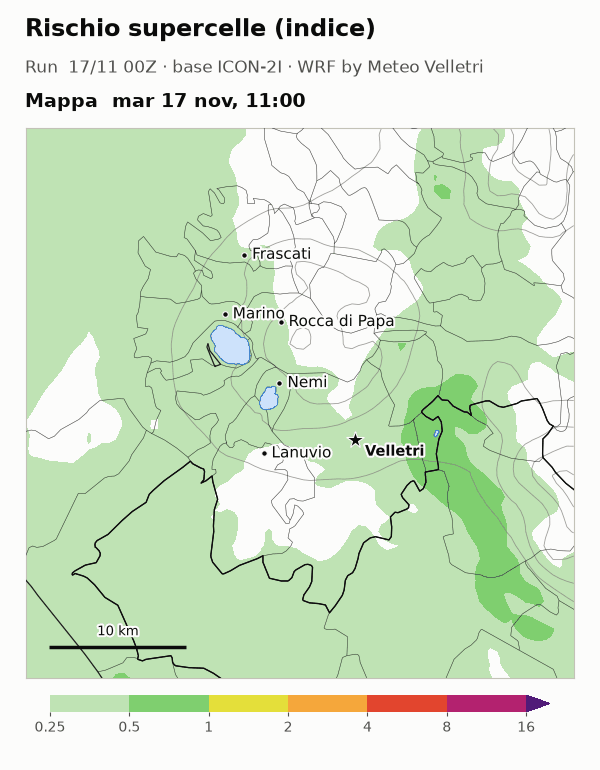 Rischio supercelle (indice)
Run 17/11 00Z · base ICON-2I · WRF by Meteo Velletri
Mappa mar 17 nov, 11:00
Frascati
Marino
Rocca di Papa
Nemi
Velletri
Lanuvio
10 km
0.25 0.5 1 2 4 8 16